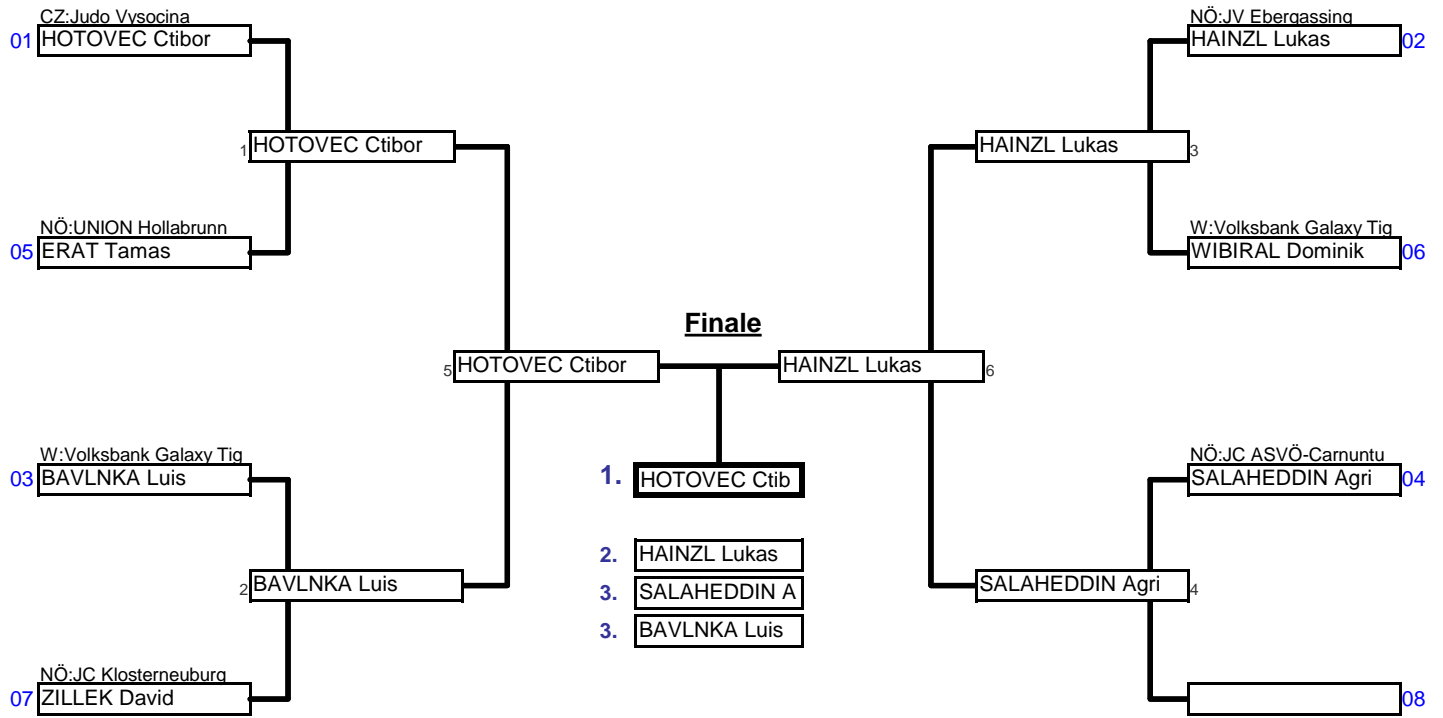 CZ:Judo Vysocina
01 HOTOVEC Ctibor
1 HOTOVEC Ctibor
NÖ:UNION Hollabrunn
05 ERAT Tamas
5 HOTOVEC Ctibor
W:Volksbank Galaxy Tig
03 BAVLNKA Luis
2 BAVLNKA Luis
NÖ:JC Klosterneuburg
07 ZILLEK David
Finale
1. HOTOVEC Ctib
2. HAINZL Lukas
3. SALAHEDDIN A
3. BAVLNKA Luis
NÖ:JV Ebergassing
HAINZL Lukas 02
HAINZL Lukas 3
W:Volksbank Galaxy Tig
WIBIRAL Dominik 06
HAINZL Lukas 6
NÖ:JC ASVÖ-Carnuntu
SALAHEDDIN Agri 04
SALAHEDDIN Agri 4
08